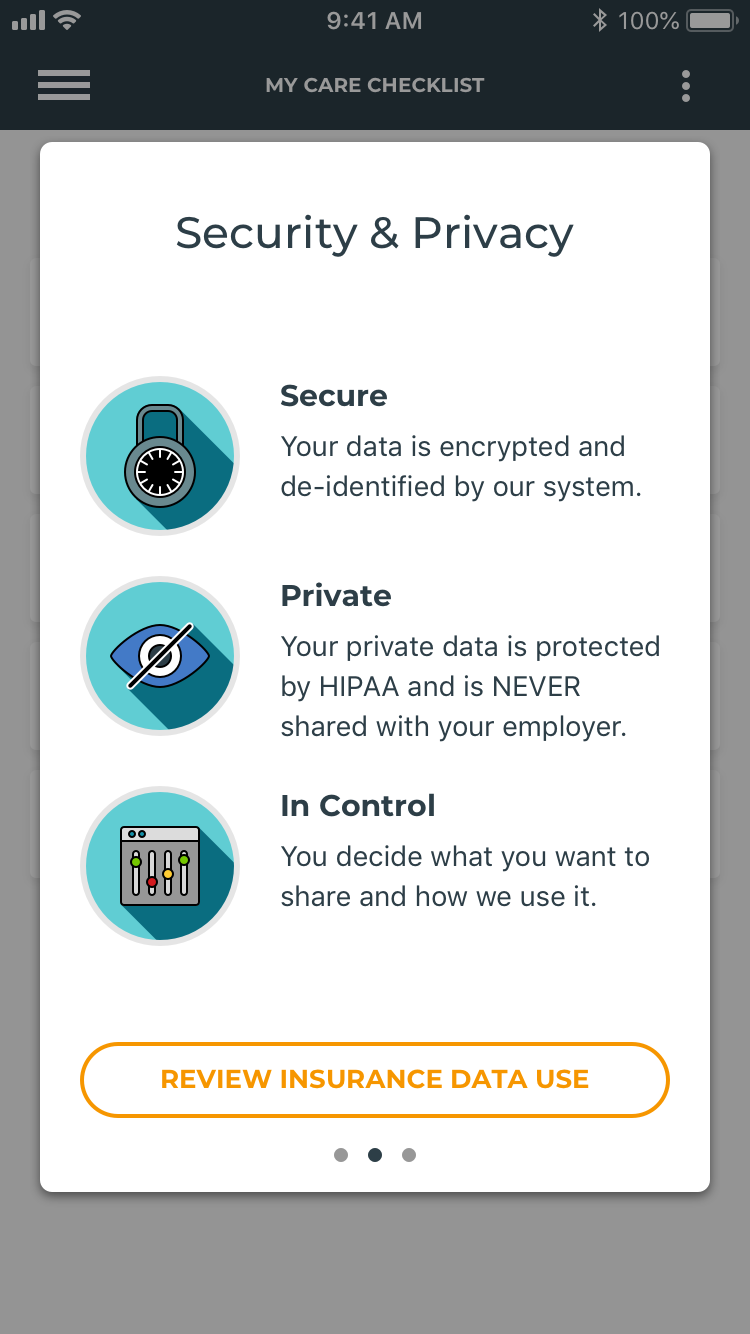 9:41 AM
100%
MY CARE CHECKLIST
Security & Privacy
Secure
Your data is encrypted and
de-identified by our system.
Private
Your private data is protected
by HIPAA and is NEVER
shared with your employer.
In Control
You decide what you want to
share and how we use it.
REVIEW INSURANCE DATA USE